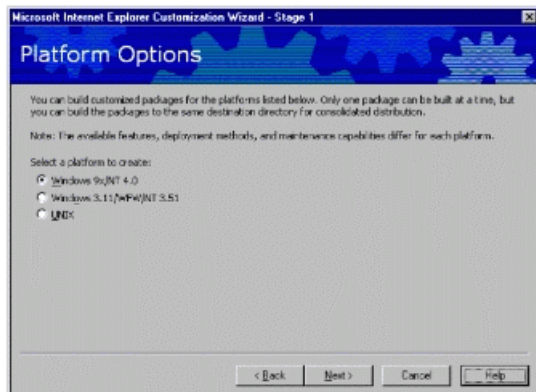 Microsoft Internet Explorer Customization Wizard - Stage 1
Platform Options
You can build customized packages for the platforms listed below. Only one package can be built at a time, but
you can build the packages to the same destination directory for consolidated distribution.
Note: The available features, deployment methods, and maintenance capabilities differ for each platform.
Select a platform to create:
Windows 9x/NT 4.0
Windows 3.11/WFW/NT 3.51
UNIX
< Back Next > Cancel Help